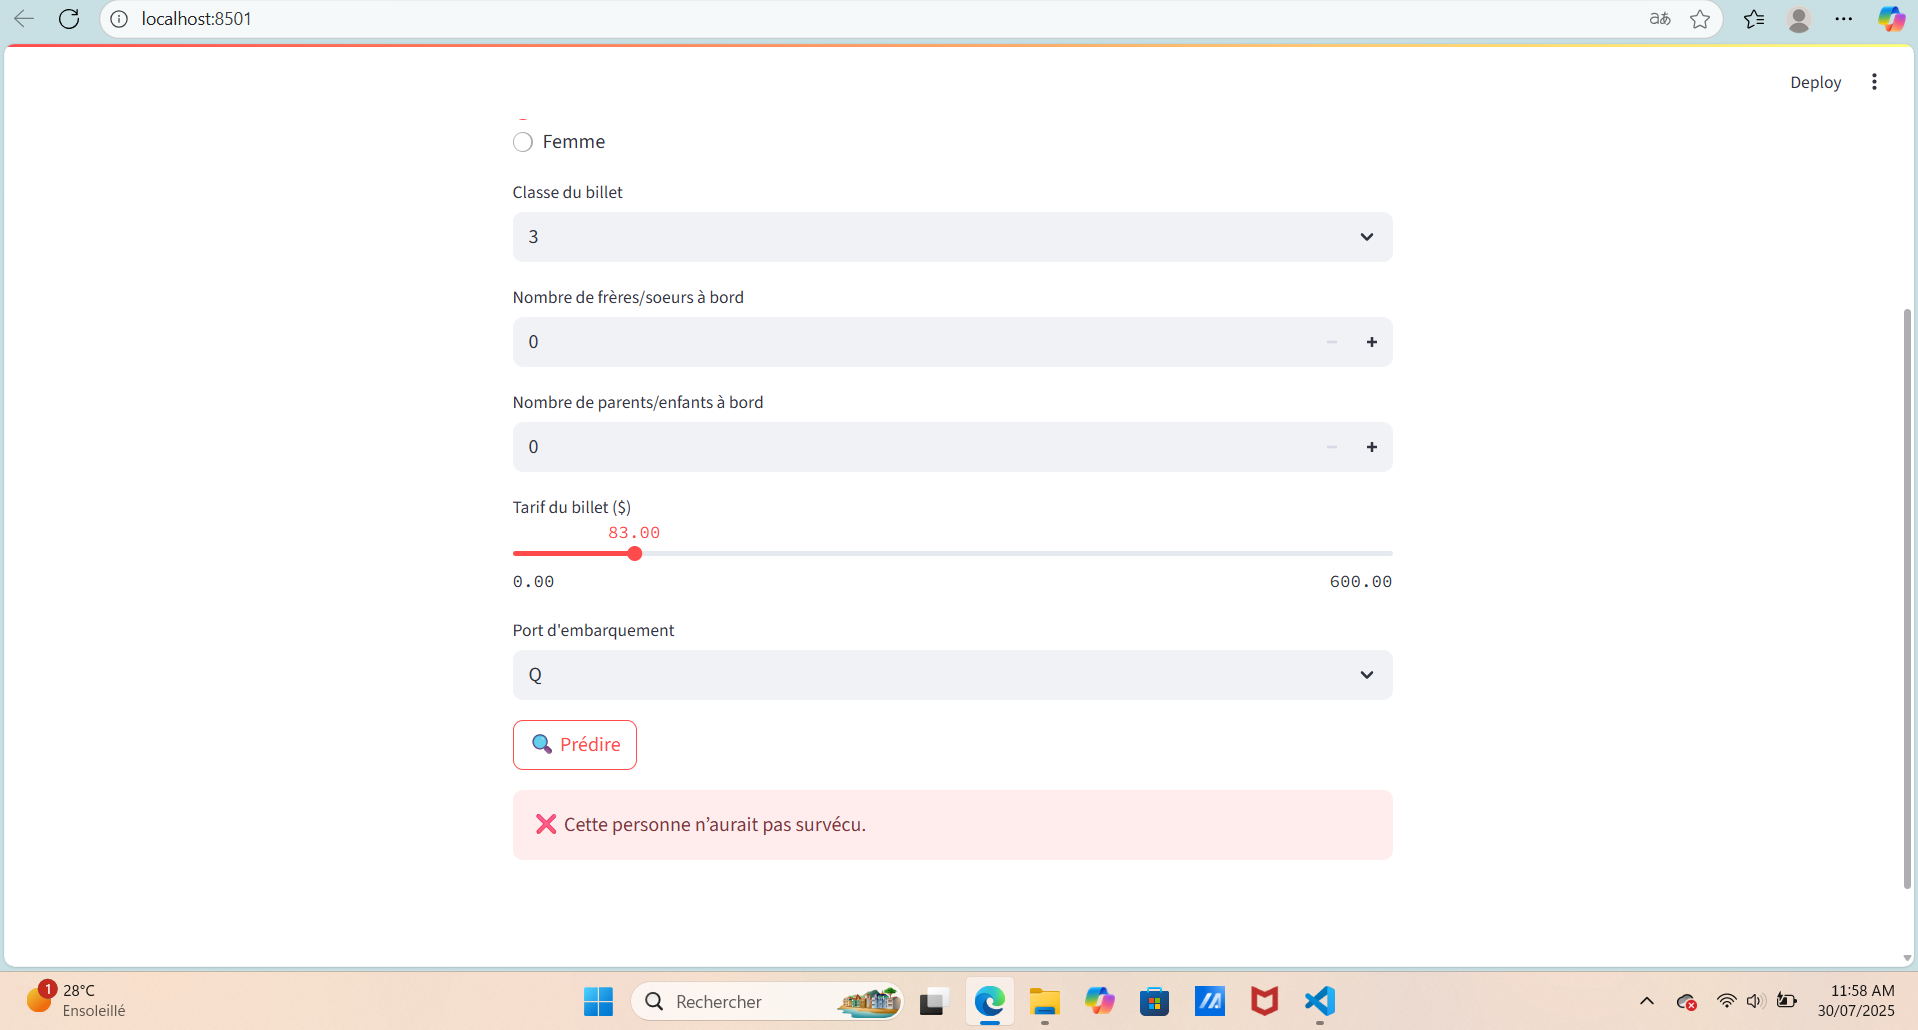 localhost:8501
aあ
Deploy
Femme
Classe du billet
3
Nombre de frères/soeurs à bord
0
Nombre de parents/enfants à bord
0
Tarif du billet ($)
83.00
0.00 600.00
Port d'embarquement
Q
Prédire
Cette personne n’aurait pas survécu.
1
28°C
Ensoleillé
Rechercher
11:58 AM
30/07/2025